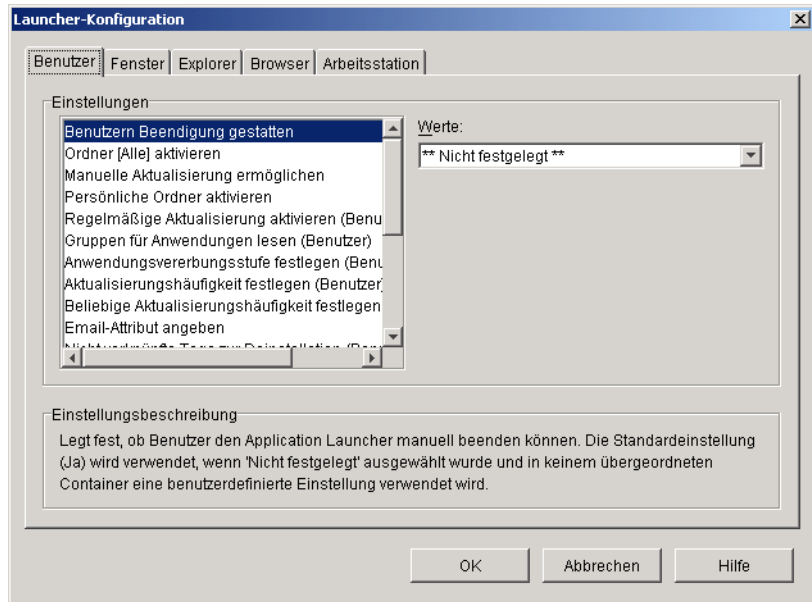 Launcher-Konfiguration
Benutzer Fenster Explorer Browser Arbeitsstation
Einstellungen
Benutzern Beendigung gestatten
Ordner [Alle] aktivieren
Manuelle Aktualisierung ermöglichen
Persönliche Ordner aktivieren
Regelmäßige Aktualisierung aktivieren (Benu
Gruppen für Anwendungen lesen (Benutzer)
Anwendungsvererbungsstufe festlegen (Benu
Aktualisierungshäufigkeit festlegen (Benutzer)
Beliebige Aktualisierungshäufigkeit festlegen
Email-Attribut angeben
Werte:
** Nicht festgelegt **
Einstellungsbeschreibung
Legt fest, ob Benutzer den Application Launcher manuell beenden können. Die Standardeinstellung
(Ja) wird verwendet, wenn 'Nicht festgelegt' ausgewählt wurde und in keinem übergeordneten
Container eine benutzerdefinierte Einstellung verwendet wird.
OK Abbrechen Hilfe